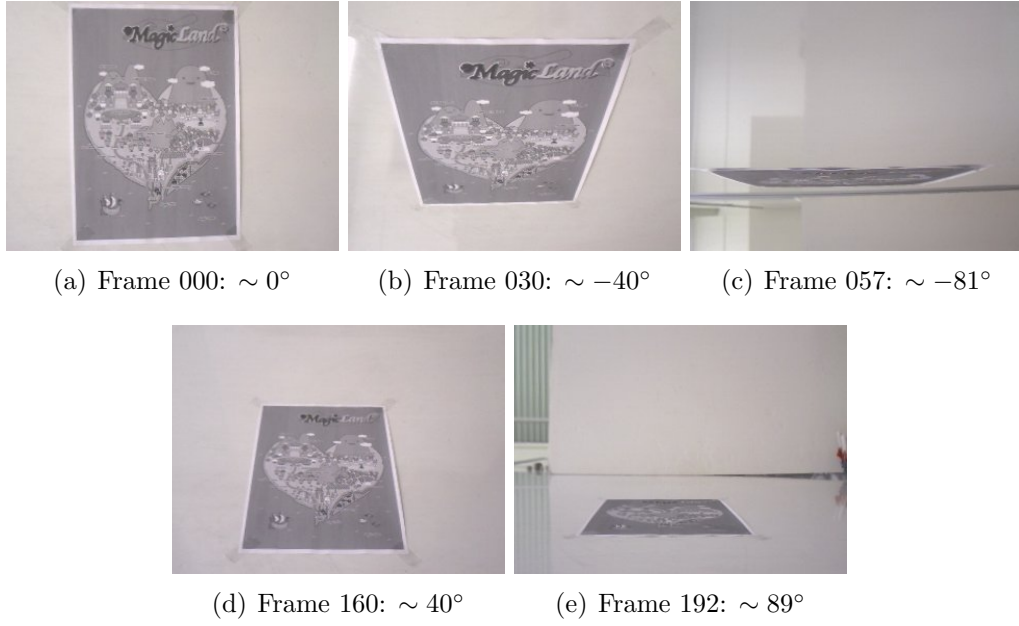 MagicLand
MagicLand
(a) Frame 000: ∼ 0°
(b) Frame 030: ∼ −40°
(c) Frame 057: ∼ −81°
MagicLand
(d) Frame 160: ∼ 40°
(e) Frame 192: ∼ 89°